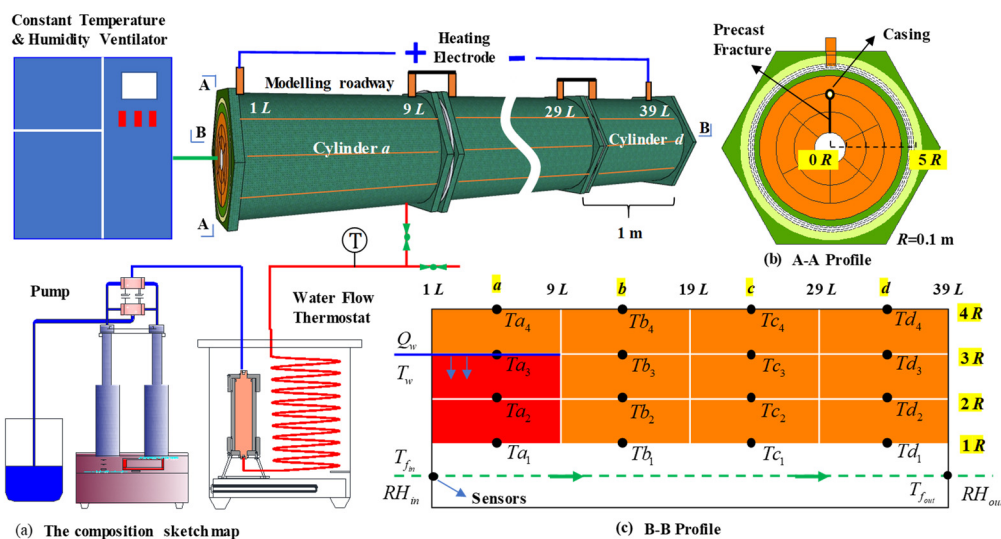 Constant Temperature
& Humidity Ventilator
Heating
Electrode
Modelling roadway
A
1 L
9 L
29 L
39 L
B
Cylinder a
Cylinder d
B
A
1 m
Precast
Fracture
Casing
0 R
5 R
R=0.1 m
(b) A-A Profile
T
Pump
Water Flow
Thermostat
1 L
a
9 L
b
19 L
c
29 L
d
39 L
Ta4
Tb4
Tc4
Td4
4 R
Qw
Tw
Ta3
Tb3
Tc3
Td3
3 R
Ta2
Tb2
Tc2
Td2
2 R
Ta1
Tb1
Tc1
Td1
1 R
Tfin
RHin
Sensors
Tfout
RHout
(a) The composition sketch map
(c) B-B Profile